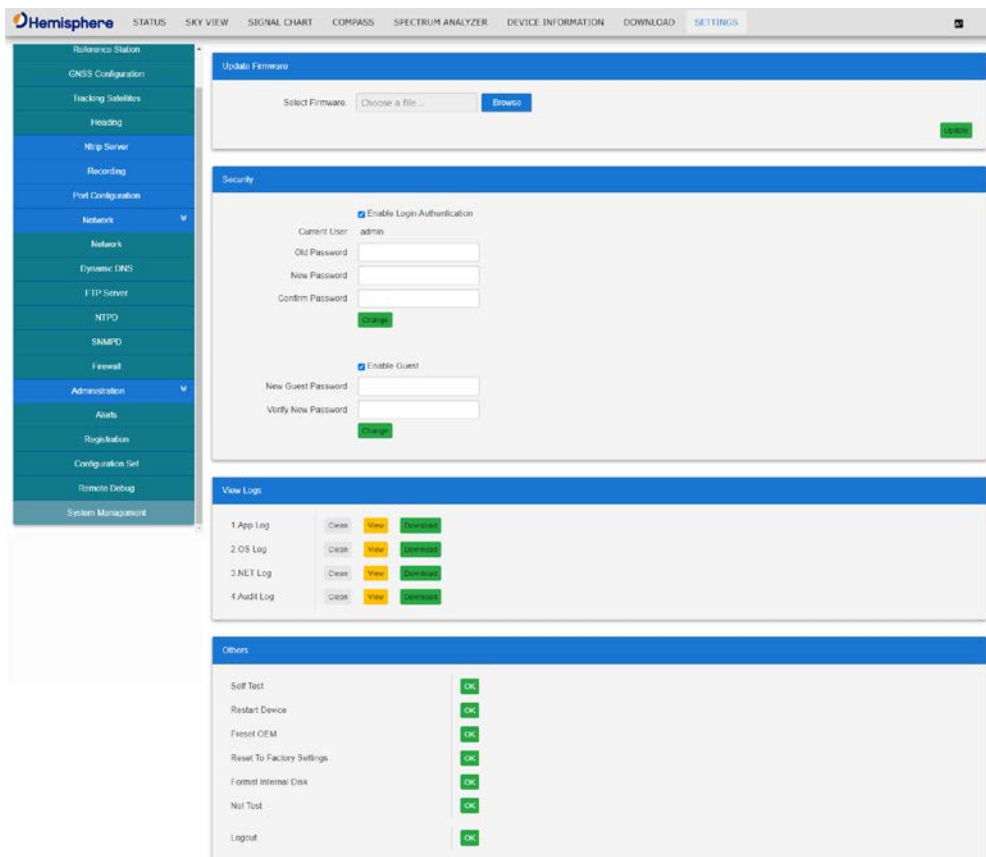 Hemisphere STATUS SKY VIEW SIGNAL CHART COMPASS SPECTRUM ANALYZER DEVICE INFORMATION DOWNLOAD SETTINGS
Reference Station
GNSS Configuration
Tracking Satellites
Heading
Ntrip Server
Recording
Port Configuration
Network
Network
Dynamic DNS
FTP Server
NTPD
SNMPD
Firewall
Administration
Alerts
Registration
Configuration Set
Remote Debug
System Management
Update Firmware
Select Firmware: Choose a file... Browse
Update
Security
Enable Login Authentication
Current User admin
Old Password
New Password
Confirm Password
Change
Enable Guest
New Guest Password
Verify New Password
Change
View Logs
1.App Log Clean View Download
2.OS Log Clean View Download
3.NET Log Clean View Download
4.Audit Log Clean View Download
Others
Self Test OK
Restart Device OK
Freset OEM OK
Reset To Factory Settings OK
Format Internal Disk OK
Net Test OK
Logout OK